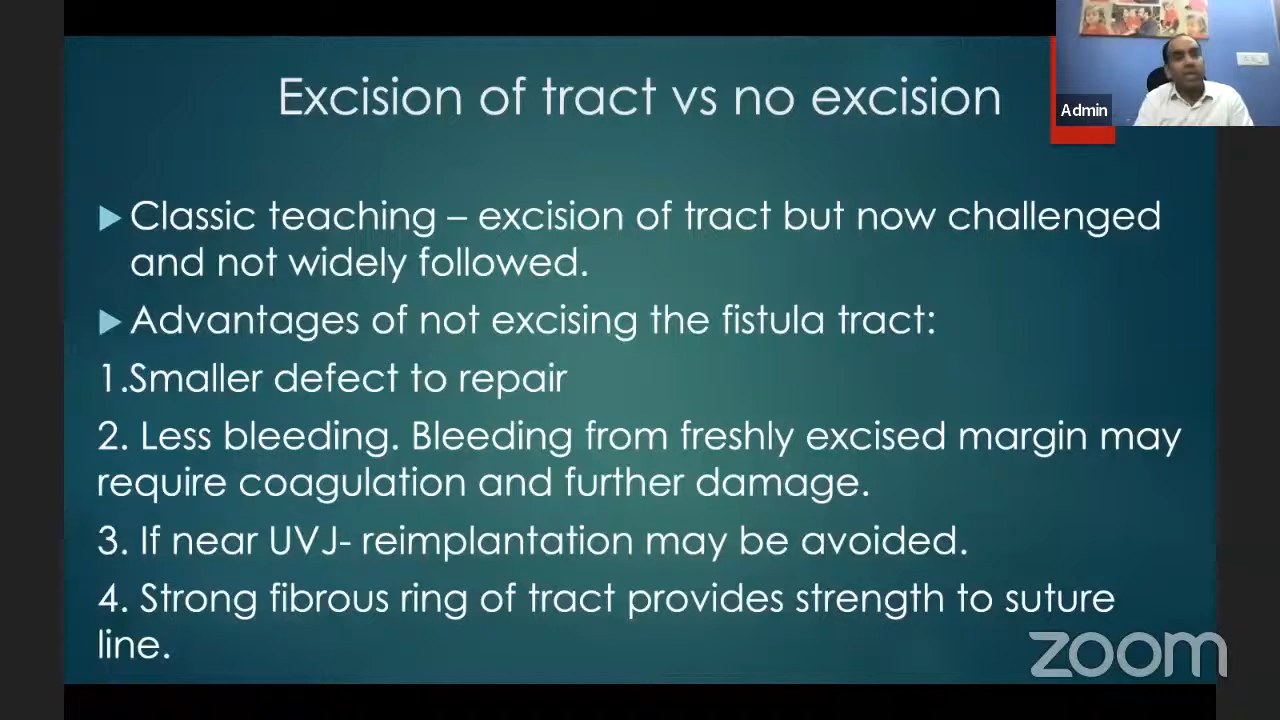 Excision of tract vs no excision
Admin
Classic teaching – excision of tract but now challenged
and not widely followed.
Advantages of not excising the fistula tract:
1.Smaller defect to repair
2. Less bleeding. Bleeding from freshly excised margin may
require coagulation and further damage.
3. If near UVJ- reimplantation may be avoided.
4. Strong fibrous ring of tract provides strength to suture
line.
zoom